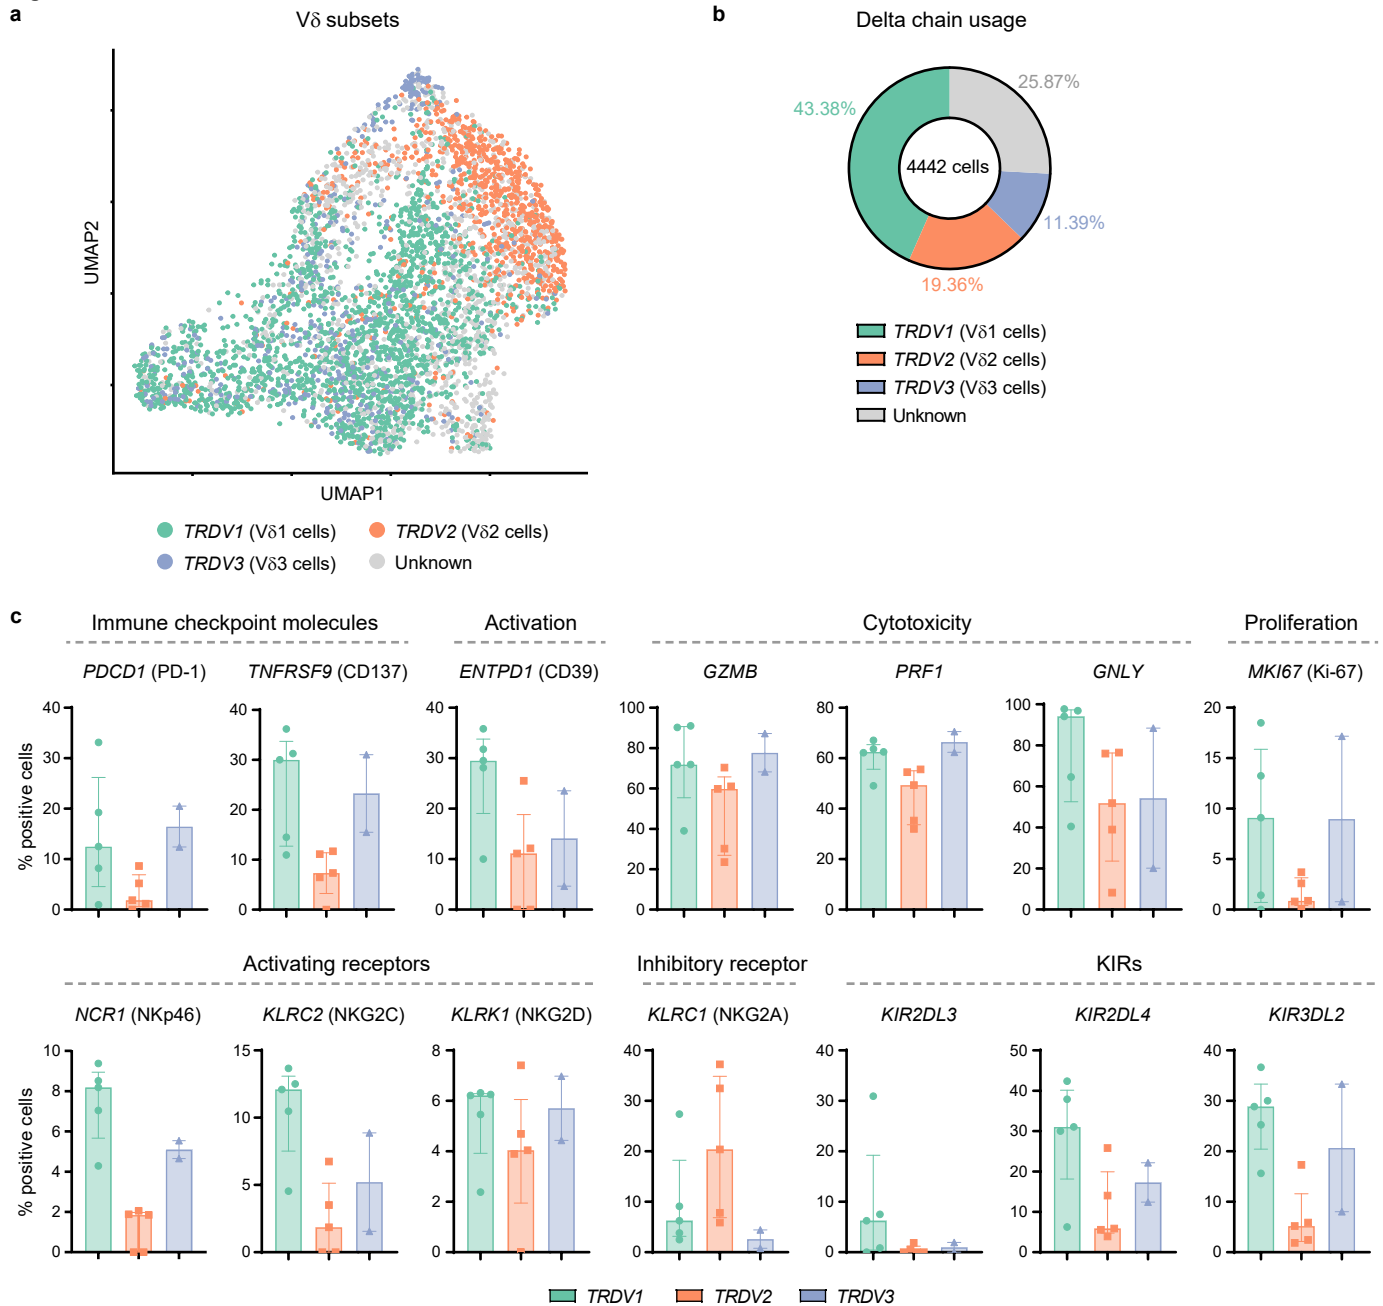 a
Vδ subsets
UMAP2
UMAP1
TRDV1 (Vδ1 cells)
TRDV2 (Vδ2 cells)
TRDV3 (Vδ3 cells)
Unknown
b
Delta chain usage
25.87%
43.38%
4442 cells
11.39%
19.36%
TRDV1 (Vδ1 cells)
TRDV2 (Vδ2 cells)
TRDV3 (Vδ3 cells)
Unknown
c
Immune checkpoint molecules
Activation
Cytotoxicity
Proliferation
PDCD1 (PD-1)
TNFRSF9 (CD137)
ENTPD1 (CD39)
GZMB
PRF1
GNLY
MKI67 (Ki-67)
% positive cells
40
30
20
10
0
40
30
20
10
0
40
30
20
10
0
100
80
60
40
20
0
80
60
40
20
0
100
80
60
40
20
0
20
15
10
5
0
Activating receptors
Inhibitory receptor
KIRs
NCR1 (NKp46)
KLRC2 (NKG2C)
KLRK1 (NKG2D)
KLRC1 (NKG2A)
KIR2DL3
KIR2DL4
KIR3DL2
% positive cells
10
8
6
4
2
0
15
10
5
0
8
6
4
2
0
40
30
20
10
0
40
30
20
10
0
50
40
30
20
10
0
40
30
20
10
0
TRDV1
TRDV2
TRDV3